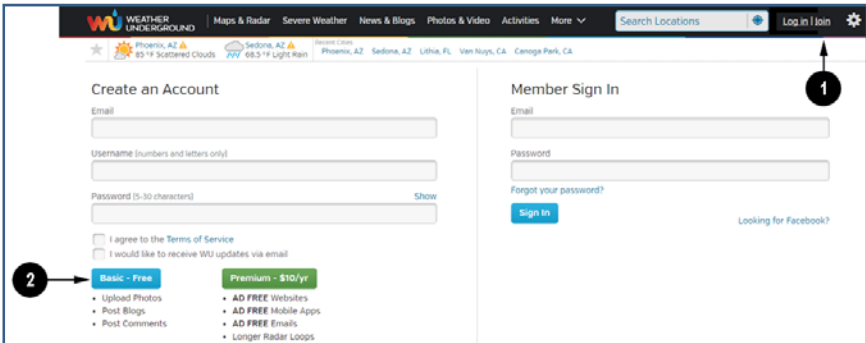 WEATHER UNDERGROUND Maps & Radar Severe Weather News & Blogs Photos & Video Activities More Search Locations Log in | Join
Phoenix, AZ
85 °F Scattered Clouds
Sedona, AZ
68.5 °F Light Rain
Recent Cities
Phoenix, AZ Sedona, AZ Lithia, FL Van Nuys, CA Canoga Park, CA
1
Create an Account
Email
Username (numbers and letters only)
Password (5-30 characters) Show
I agree to the Terms of Service
I would like to receive WU updates via email
2
Basic - Free
• Upload Photos
• Post Blogs
• Post Comments
Premium - $10/yr
• AD FREE Websites
• AD FREE Mobile Apps
• AD FREE Emails
• Longer Radar Loops
Member Sign In
Email
Password
Forgot your password?
Sign In
Looking for Facebook?